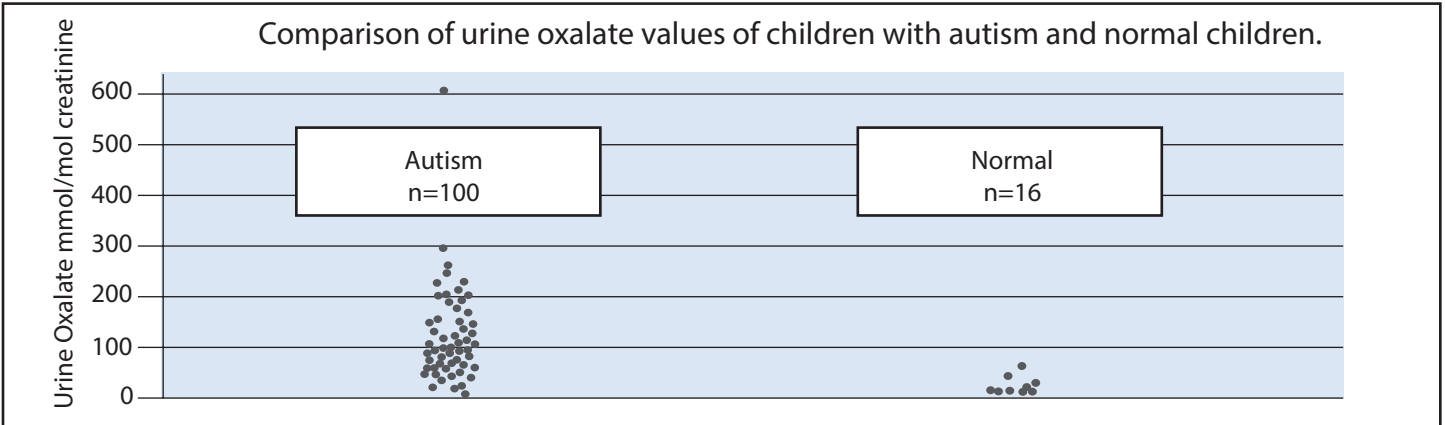 Comparison of urine oxalate values of children with autism and normal children.
Urine Oxalate mmol/mol creatinine
600
500
400
300
200
100
0
Autism
n=100
Normal
n=16